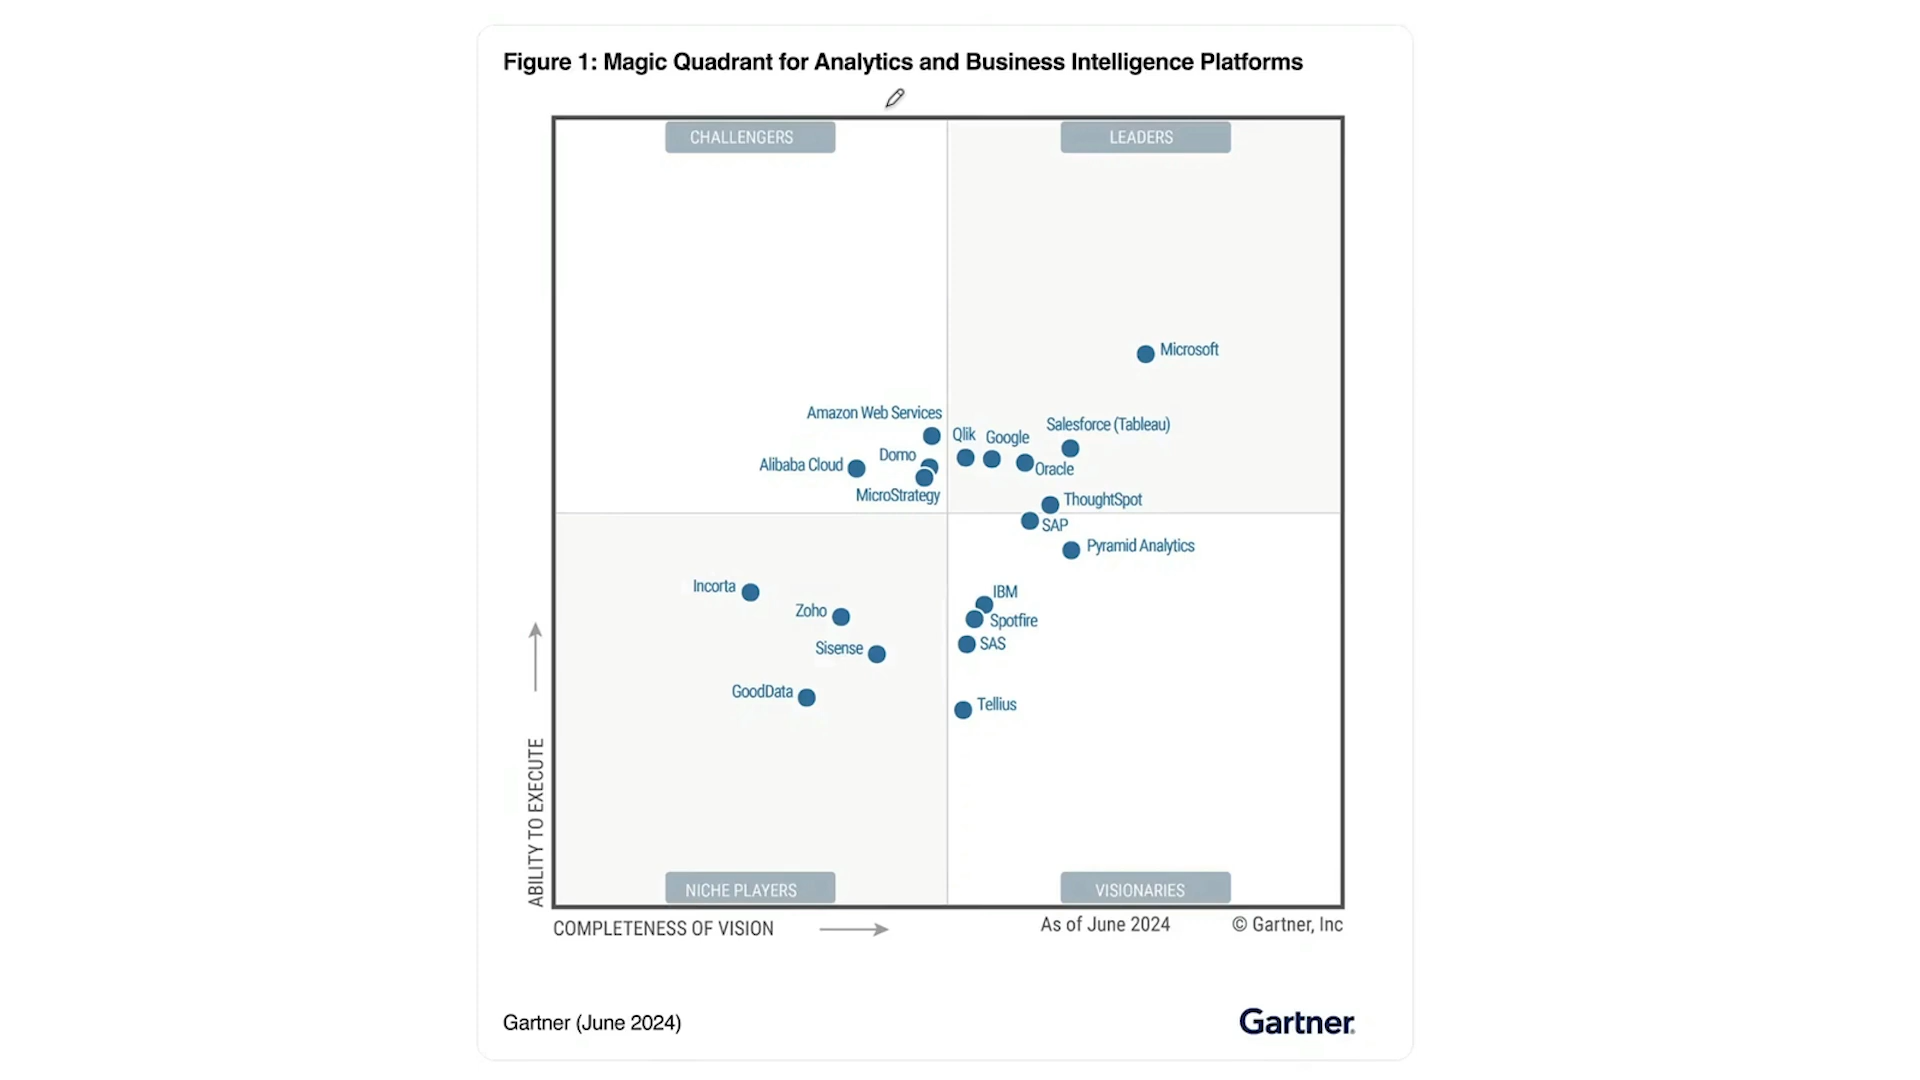 Figure 1: Magic Quadrant for Analytics and Business Intelligence Platforms
CHALLENGERS
LEADERS
Microsoft
Amazon Web Services
Salesforce (Tableau)
Qlik
Google
Domo
Alibaba Cloud
Oracle
MicroStrategy
ThoughtSpot
SAP
Pyramid Analytics
Incorta
IBM
Zoho
Spotfire
SAS
Sisense
GoodData
Tellius
ABILITY TO EXECUTE
NICHE PLAYERS
VISIONARIES
COMPLETENESS OF VISION
As of June 2024
© Gartner, Inc
Gartner (June 2024)
Gartner.